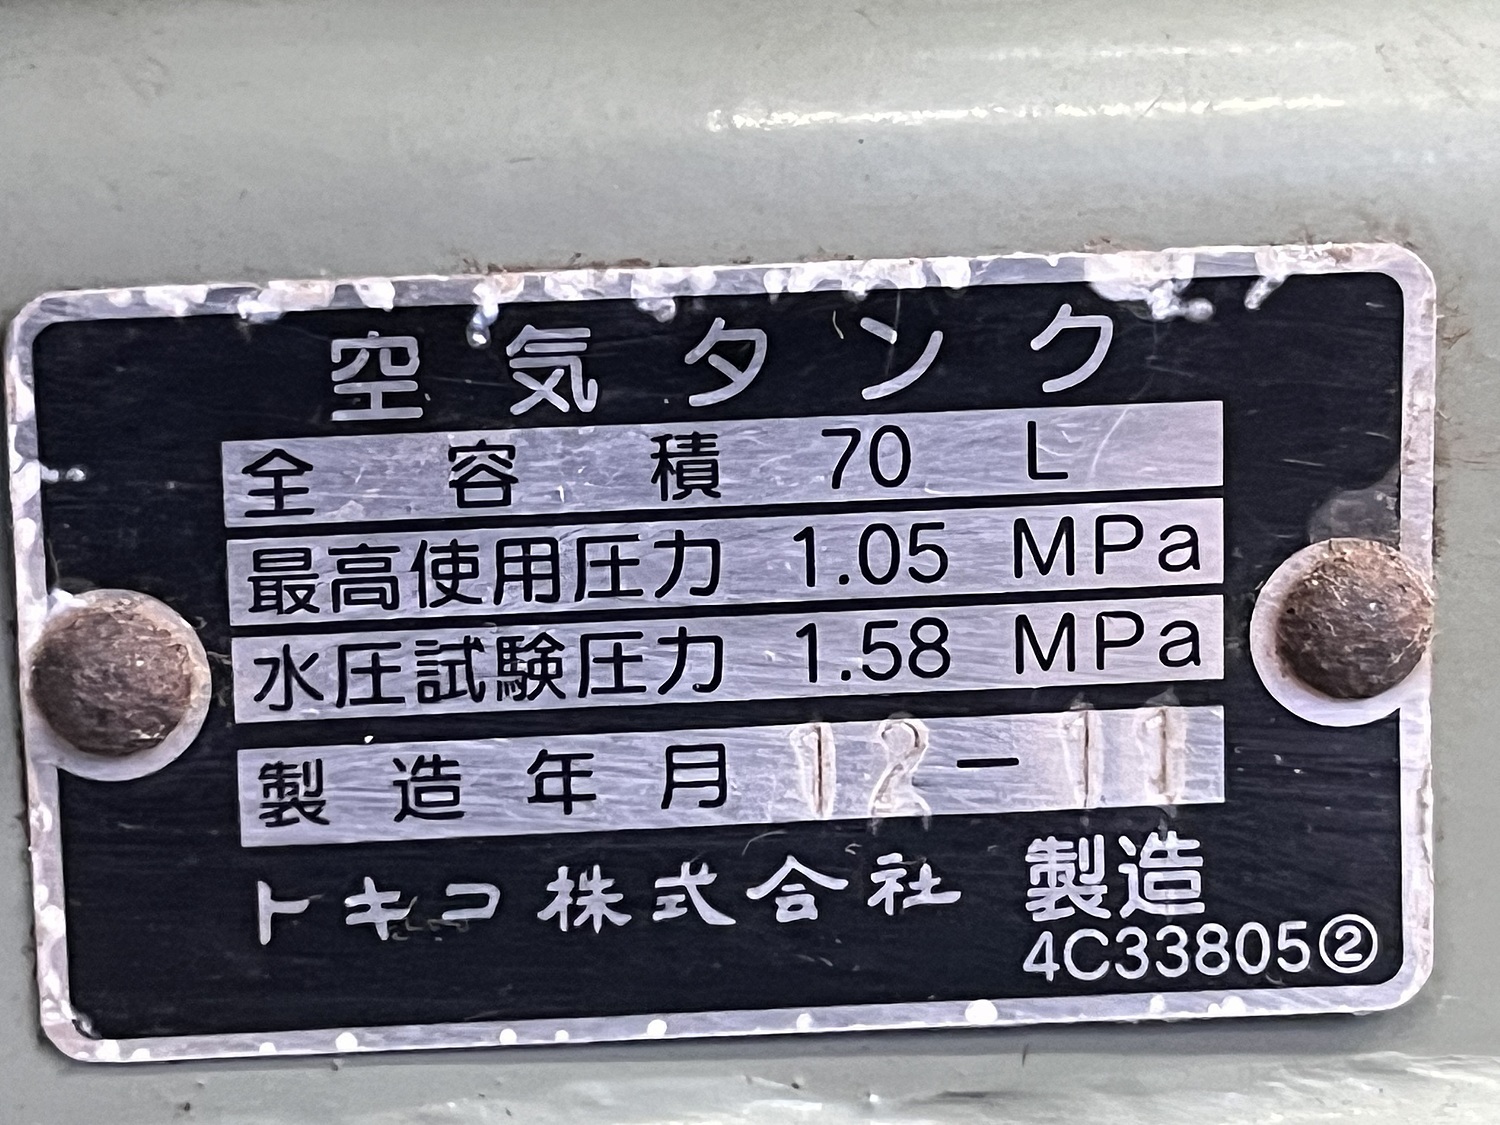 空気タンク
全容積 70 L
最高使用圧力 1.05 MPa
水圧試験圧力 1.58 MPa
製造年月 12-11
トキコ株式会社 製造
4C33805②